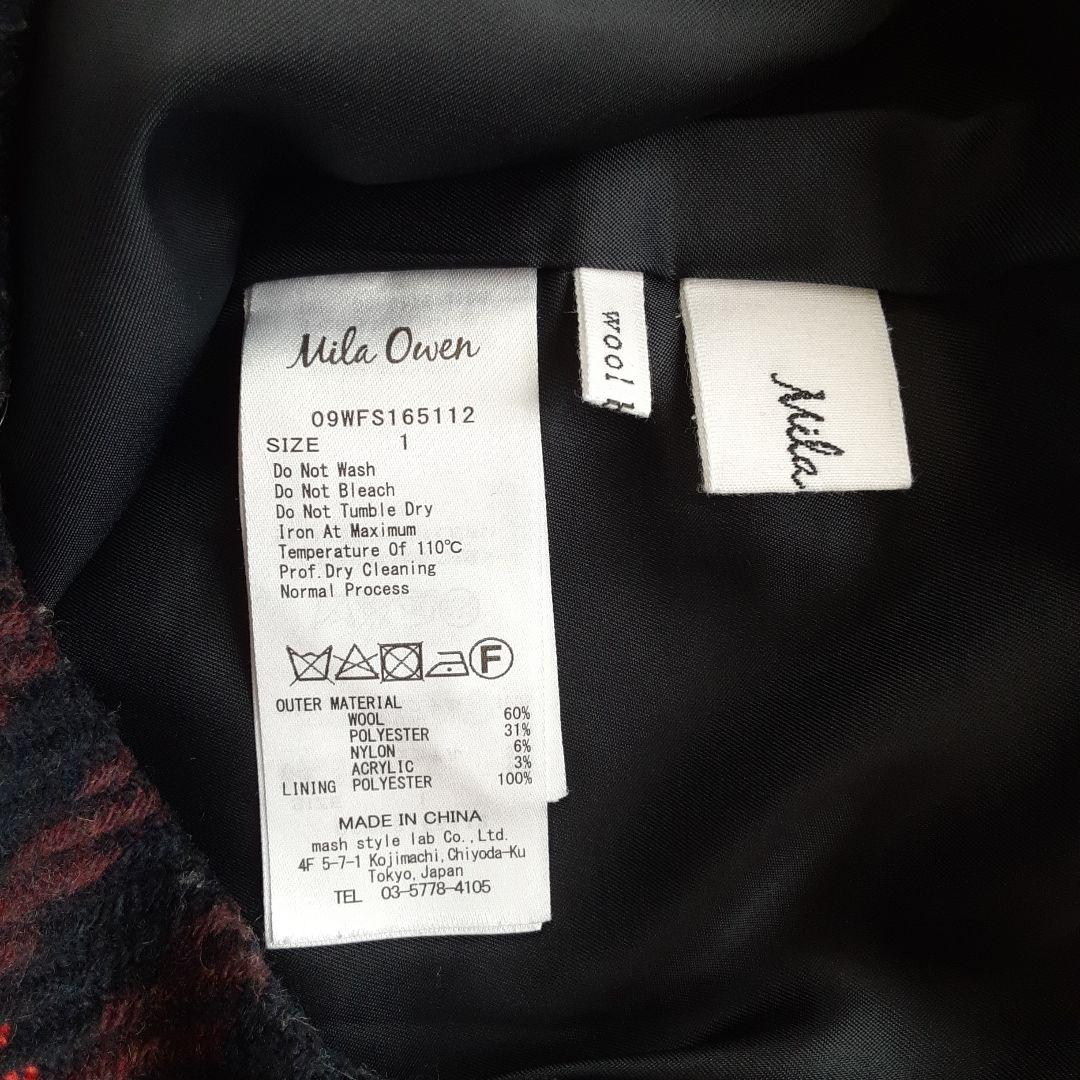 Mila Owen
09WFS165112
SIZE 1
Do Not Wash
Do Not Bleach
Do Not Tumble Dry
Iron At Maximum
Temperature Of 110℃
Prof.Dry Cleaning
Normal Process
F
OUTER MATERIAL
WOOL 60%
POLYESTER 31%
NYLON 6%
ACRYLIC 3%
LINING POLYESTER 100%
MADE IN CHINA
mash style lab Co.,Ltd.
4F 5-7-1 Kojimachi,Chiyoda-Ku
Tokyo,Japan
TEL 03-5778-4105
wool
Mila